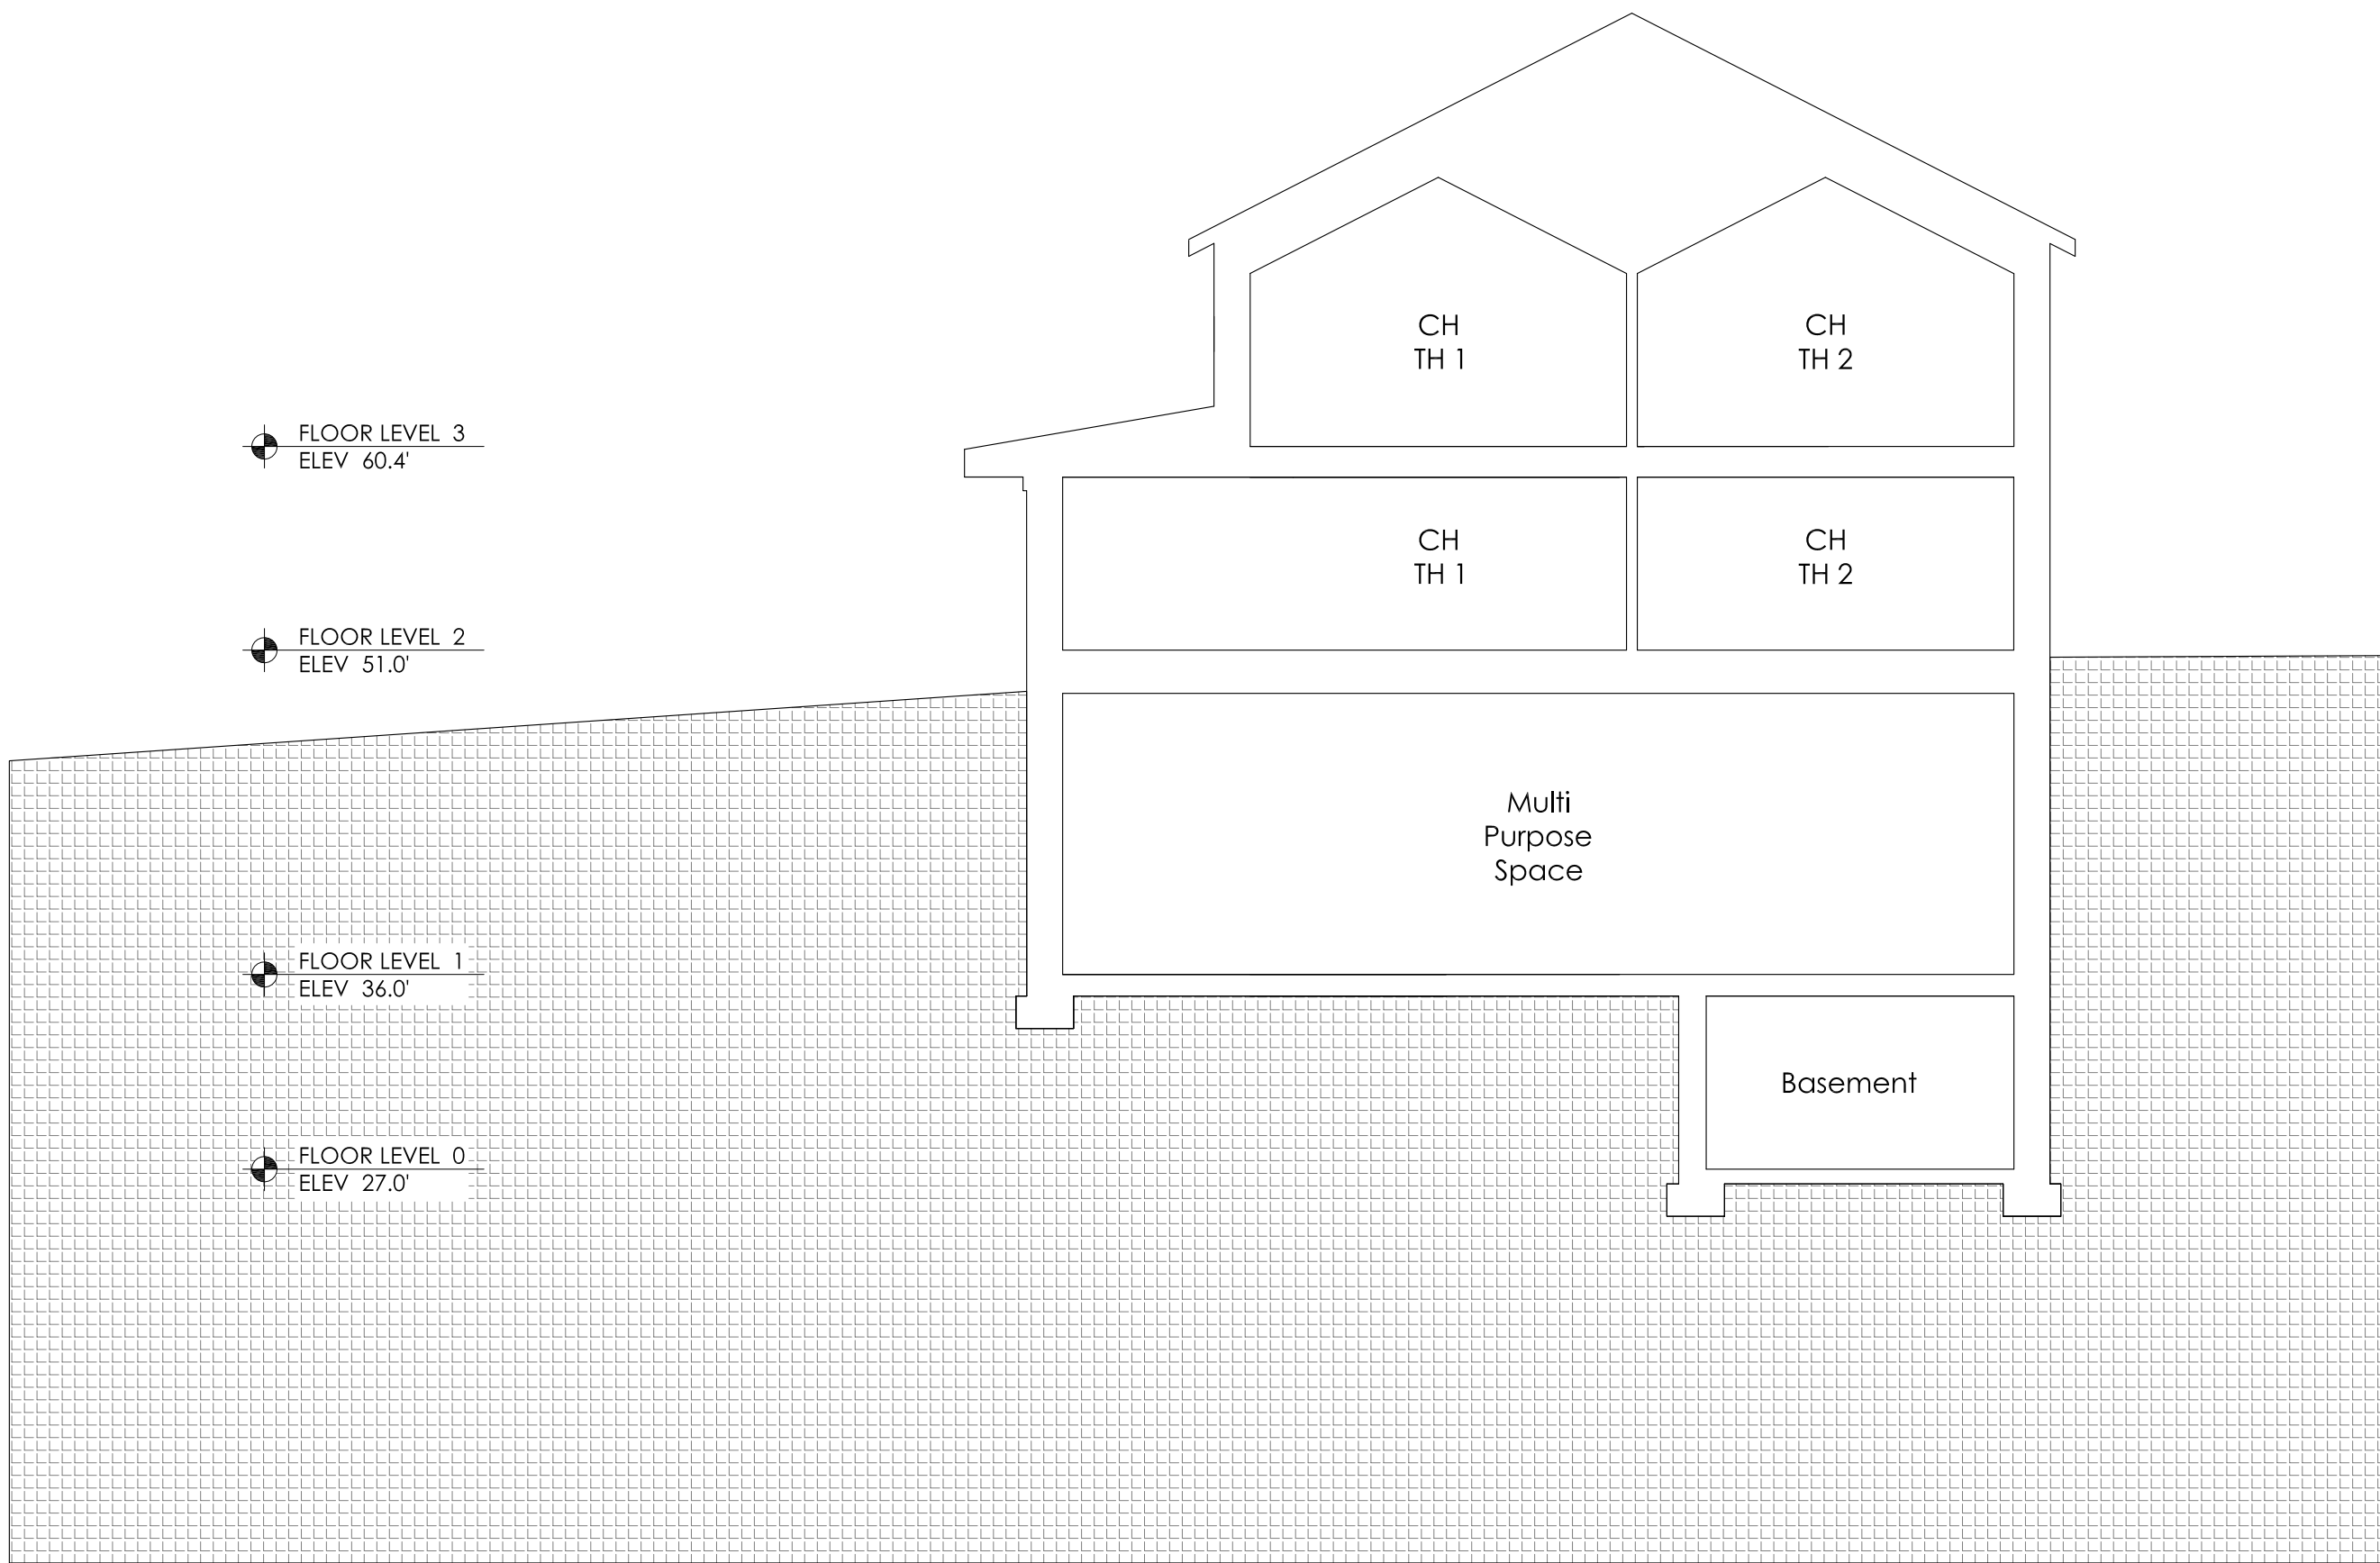 CH
TH 1
CH
TH 2
FLOOR LEVEL 3
ELEV 60.4'
CH
TH 1
CH
TH 2
FLOOR LEVEL 2
ELEV 51.0'
Multi
Purpose
Space
FLOOR LEVEL 1
ELEV 36.0'
Basement
FLOOR LEVEL 0
ELEV 27.0'